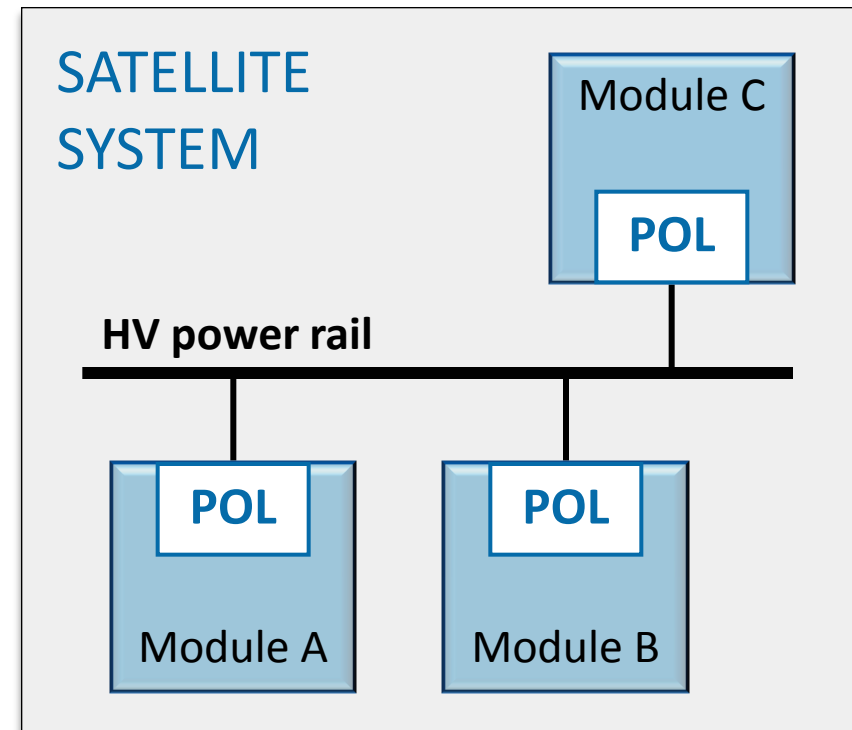 SATELLITE
SYSTEM
Module C
POL
HV power rail
POL
POL
Module A
Module B